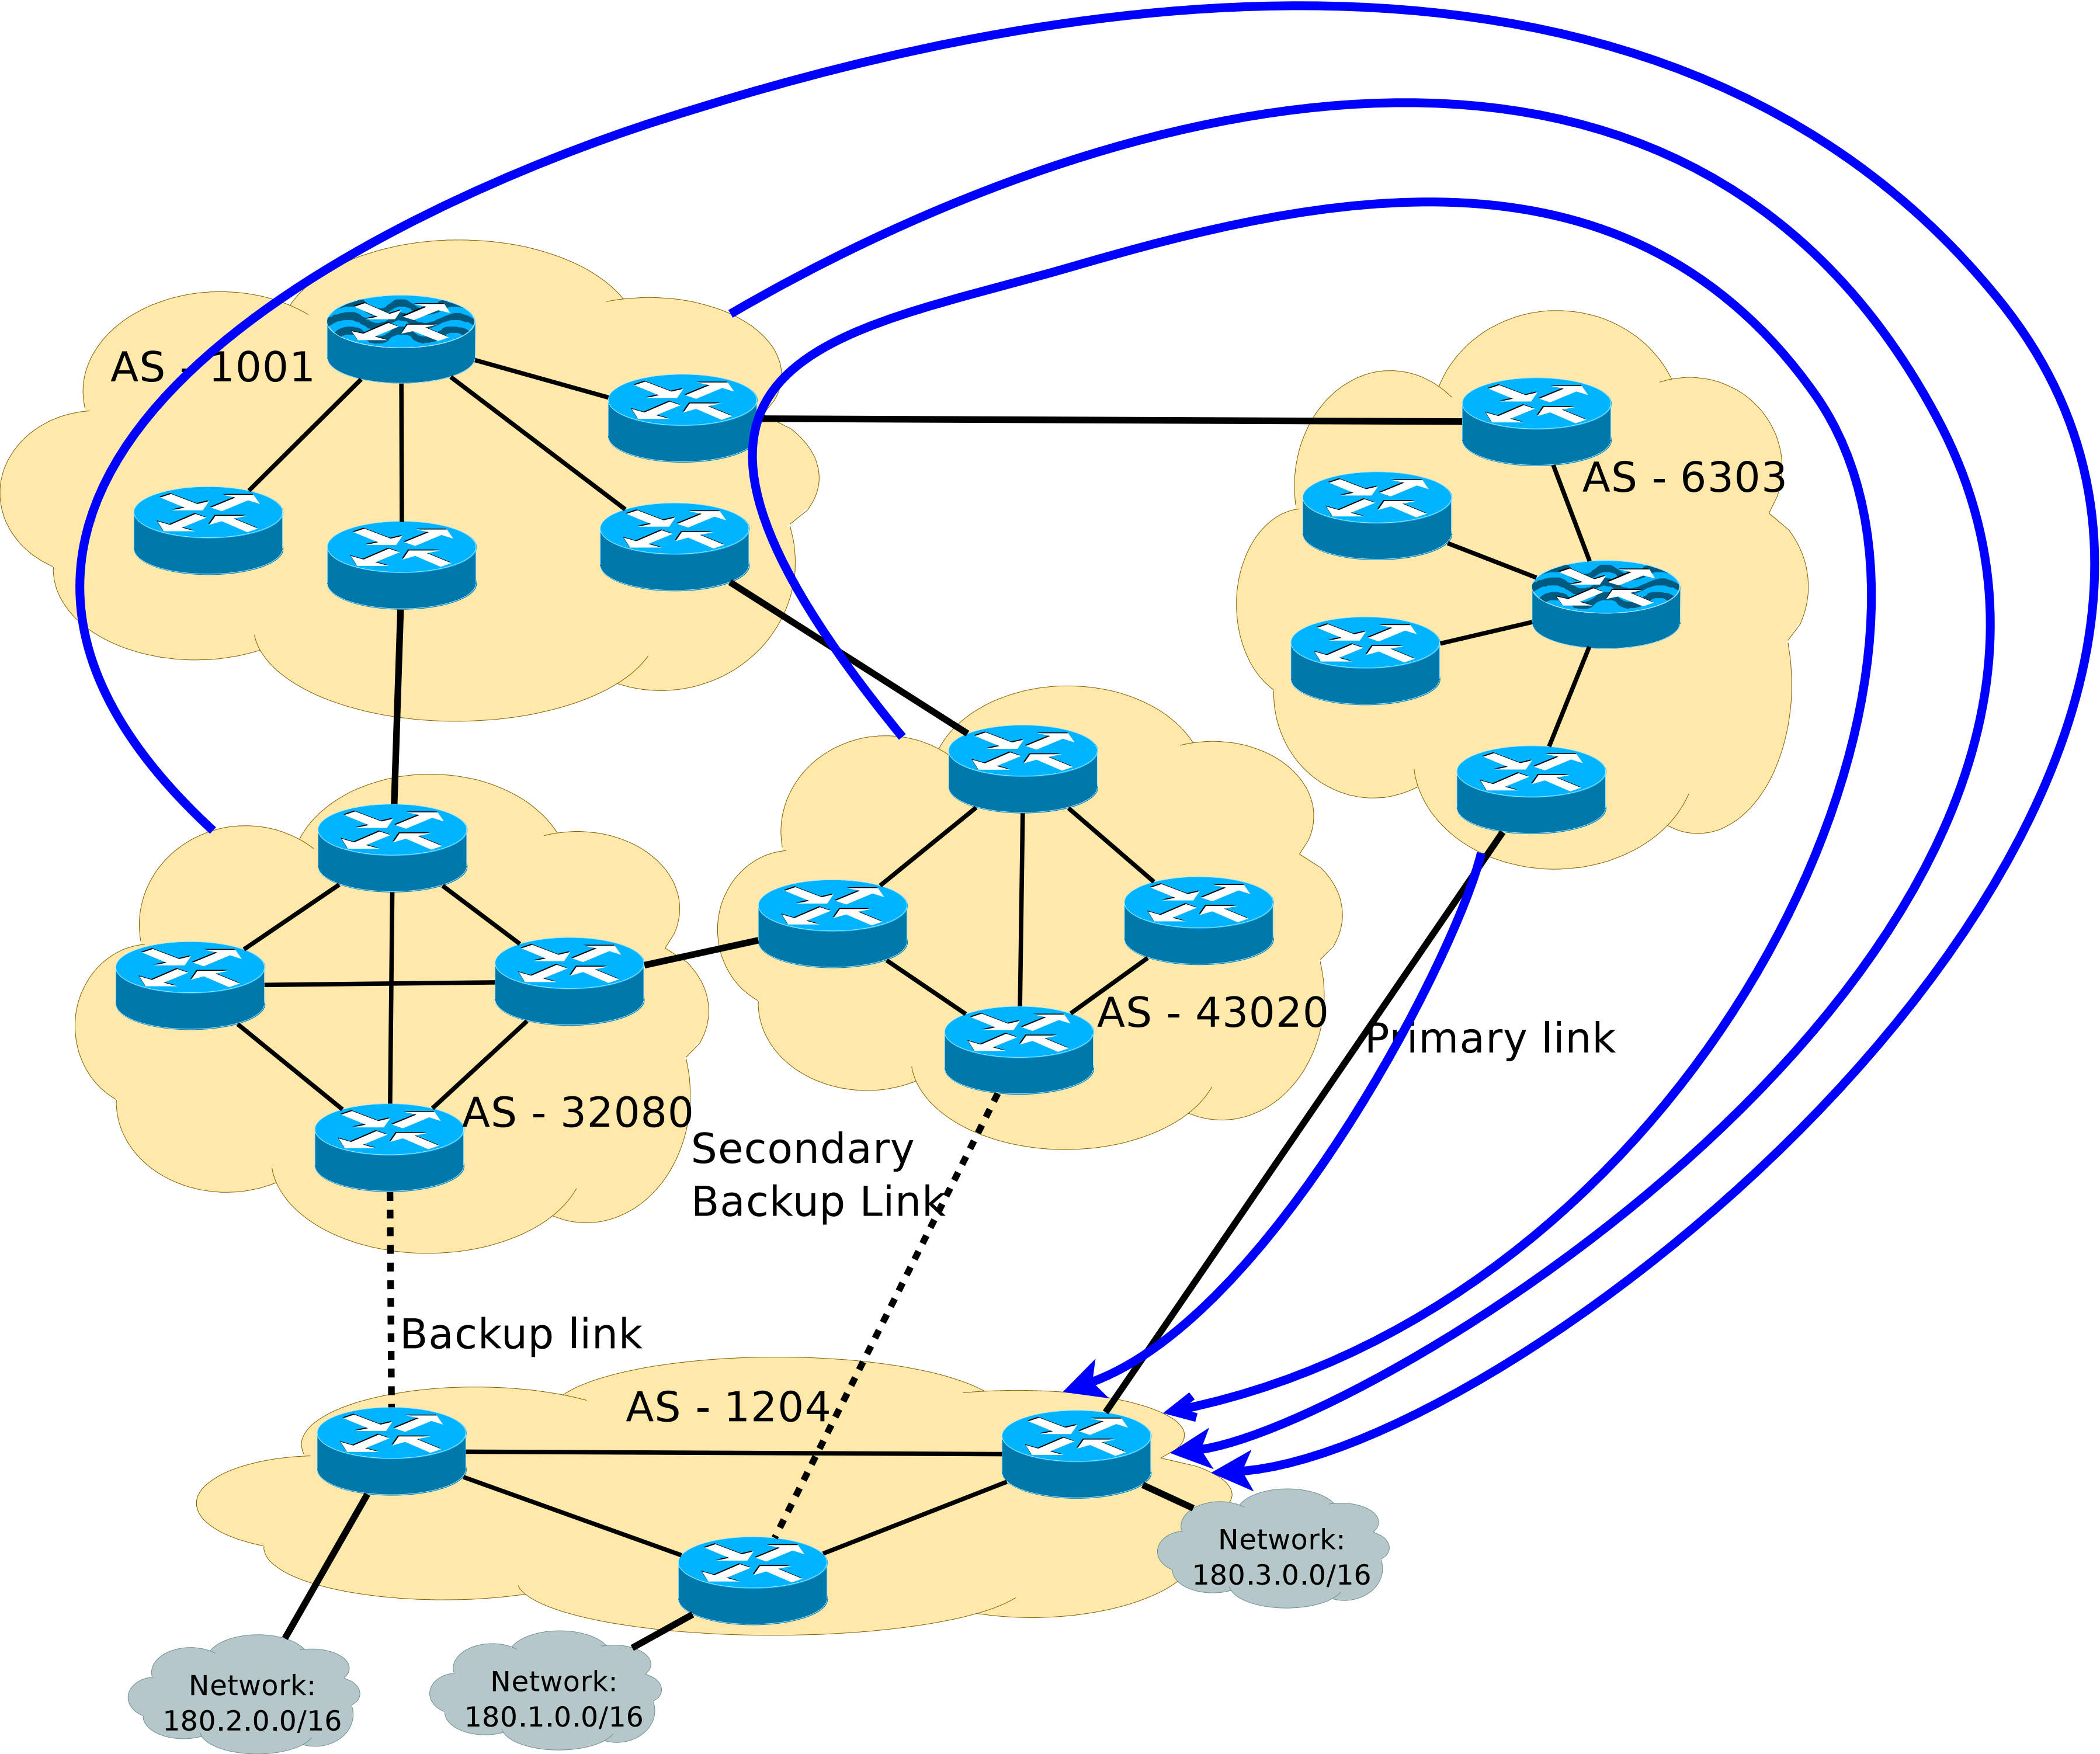 AS - 1001
AS - 6303
AS - 43020
Primary link
AS - 32080
Secondary
Backup Link
Backup link
AS - 1204
Network:
180.3.0.0/16
Network:
180.2.0.0/16
Network:
180.1.0.0/16